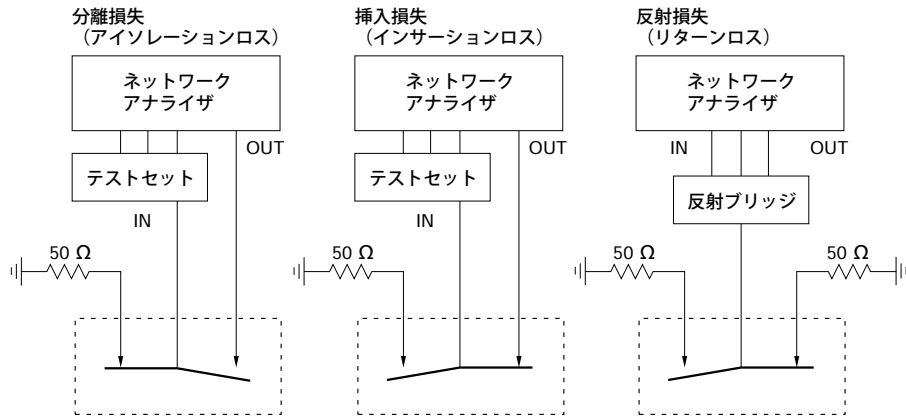 分離損失
（アイソレーションロス）
ネットワーク
アナライザ
OUT
テストセット
IN
50 Ω
挿入損失
（インサーションロス）
ネットワーク
アナライザ
OUT
テストセット
IN
50 Ω
反射損失
（リターンロス）
ネットワーク
アナライザ
IN
OUT
反射ブリッジ
50 Ω
50 Ω